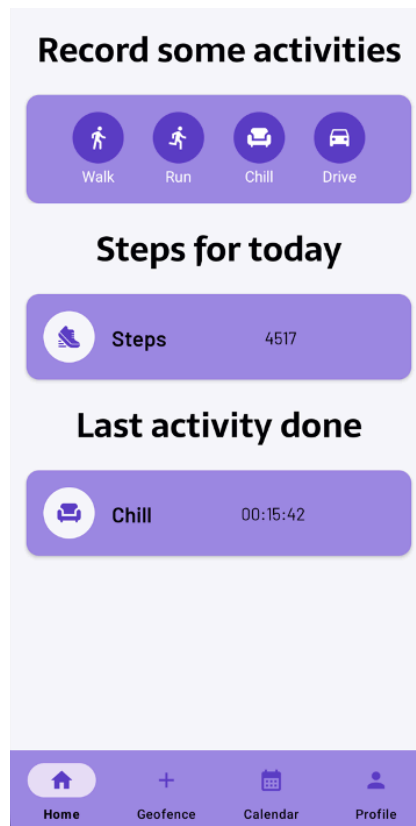 Record some activities
Walk Run Chill Drive
Steps for today
Steps 4517
Last activity done
Chill 00:15:42
Home Geofence Calendar Profile